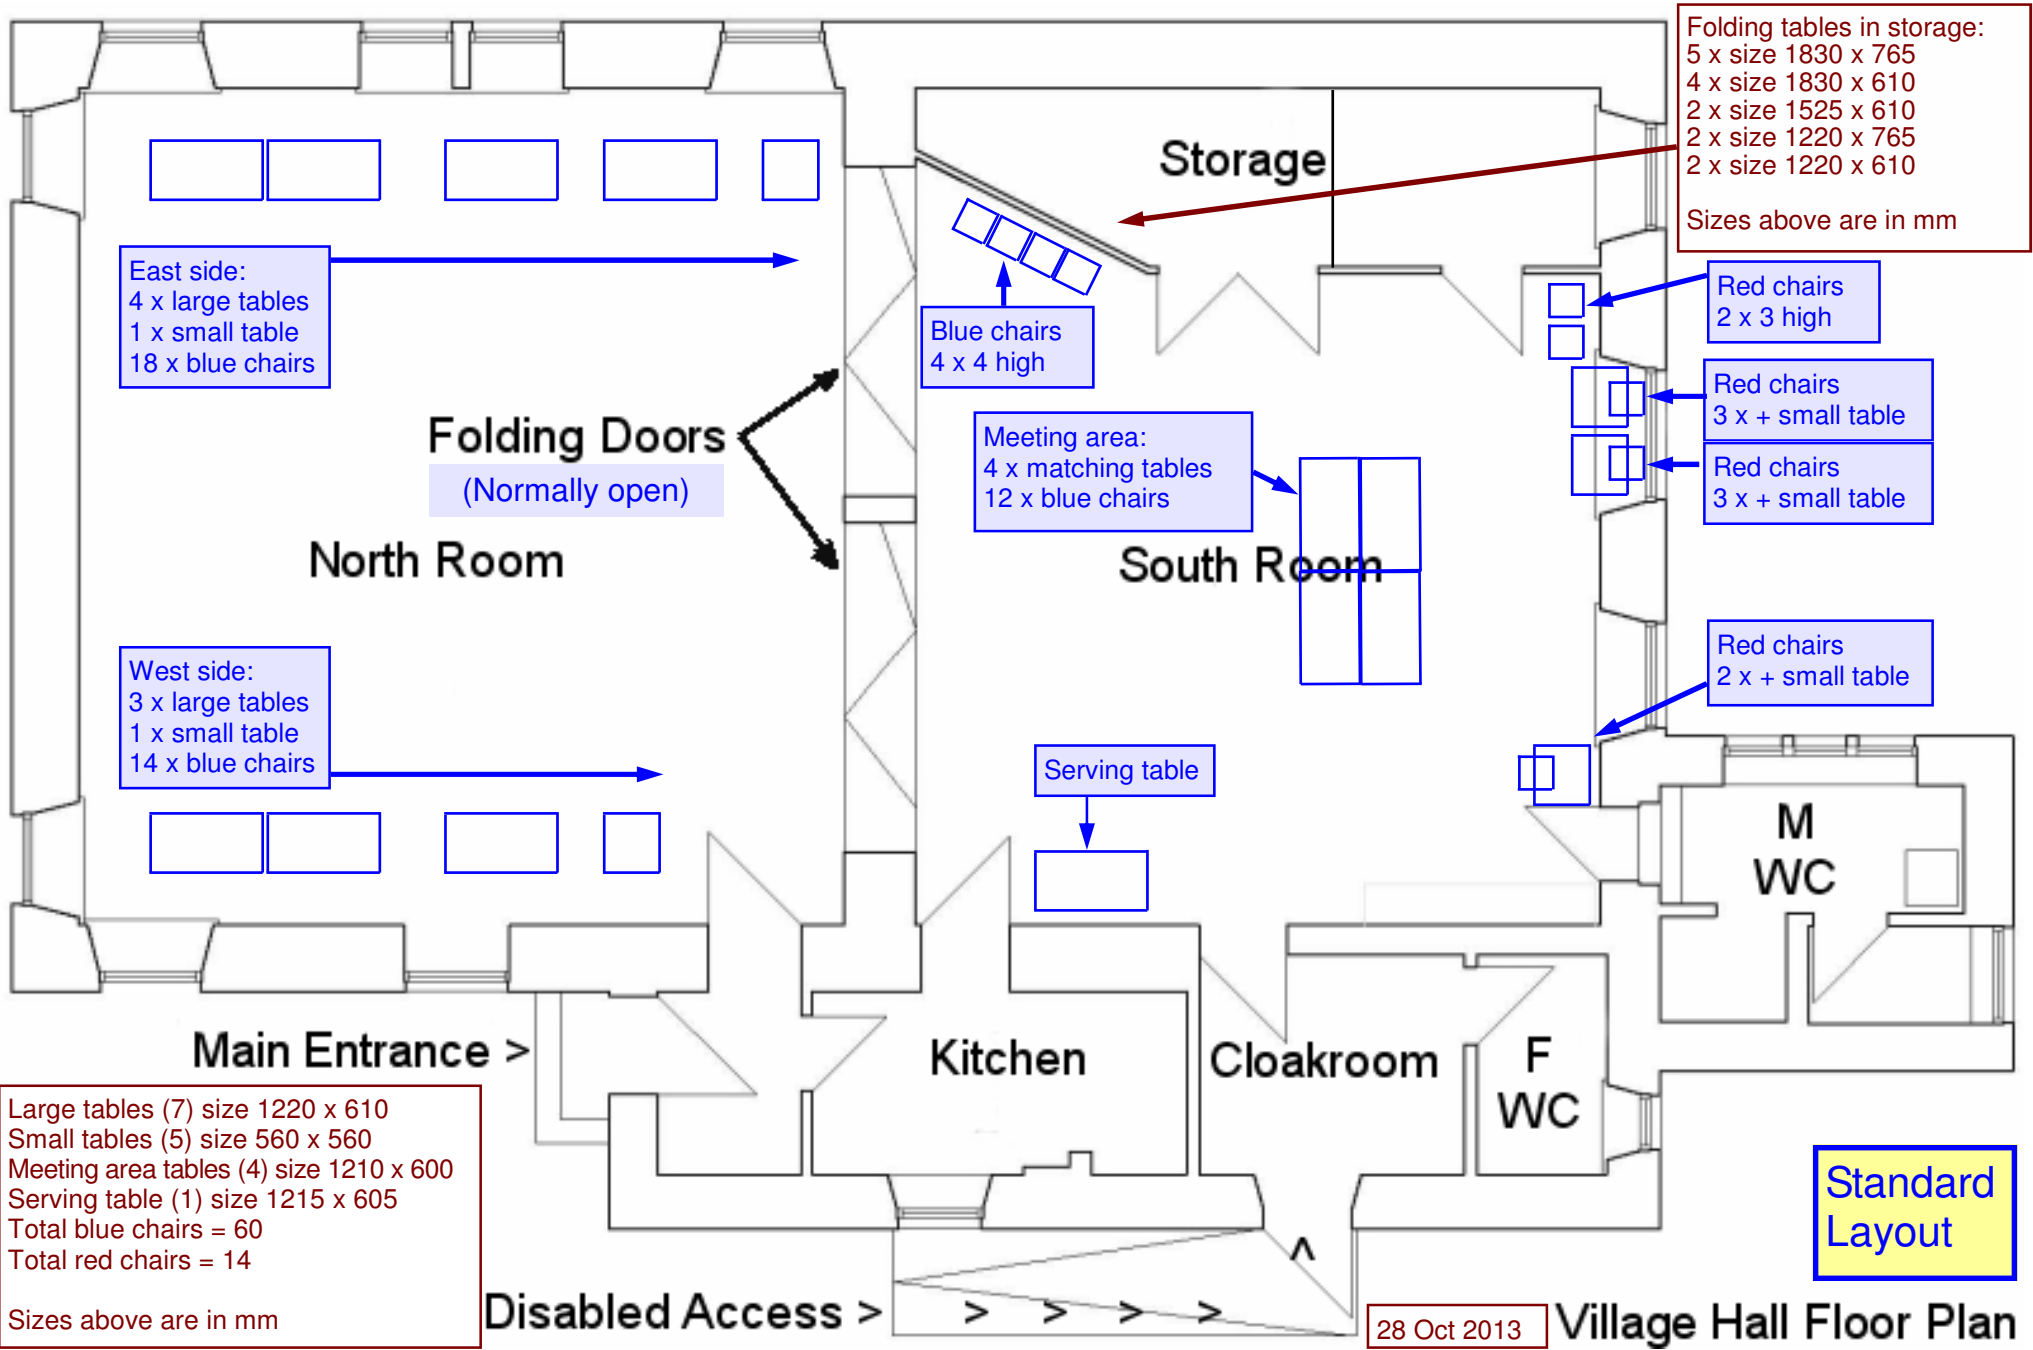 Folding tables in storage:
5 x size 1830 x 765
4 x size 1830 x 610
2 x size 1525 x 610
2 x size 1220 x 765
2 x size 1220 x 610
Sizes above are in mm
Storage
East side:
4 x large tables
1 x small table
18 x blue chairs
Blue chairs
4 x 4 high
Red chairs
2 x 3 high
Red chairs
3 x + small table
Red chairs
3 x + small table
Folding Doors
(Normally open)
Meeting area:
4 x matching tables
12 x blue chairs
North Room
South Room
West side:
3 x large tables
1 x small table
14 x blue chairs
Red chairs
2 x + small table
Serving table
M
WC
Main Entrance >
Kitchen
Cloakroom
F
WC
Large tables (7) size 1220 x 610
Small tables (5) size 560 x 560
Meeting area tables (4) size 1210 x 600
Serving table (1) size 1215 x 605
Total blue chairs = 60
Total red chairs = 14
Sizes above are in mm
Standard
Layout
Disabled Access > > > > >
^
28 Oct 2013
Village Hall Floor Plan